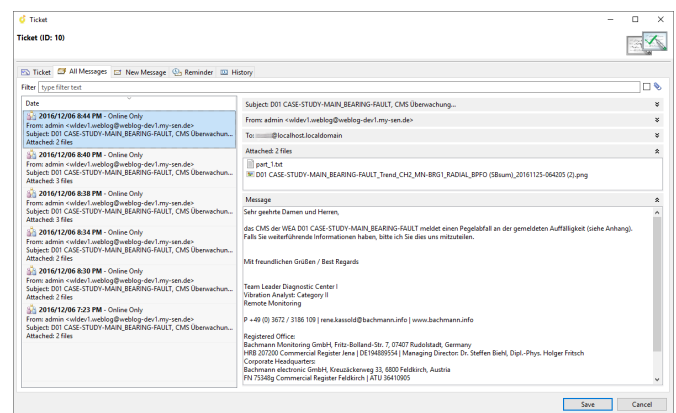 Ticket
Ticket (ID: 10)
Ticket All Messages New Message Reminder History
Filter type filter text
Date
2016/12/06 8:44 PM - Online Only
From: admin <wldev1.weblog@weblog-dev1.my-sen.de>
Subject: D01 CASE-STUDY-MAIN_BEARING-FAULT, CMS Überwachun...
Attached: 2 files
2016/12/06 8:40 PM - Online Only
From: admin <wldev1.weblog@weblog-dev1.my-sen.de>
Subject: D01 CASE-STUDY-MAIN_BEARING-FAULT, CMS Überwachun...
Attached: 3 files
2016/12/06 8:38 PM - Online Only
From: admin <wldev1.weblog@weblog-dev1.my-sen.de>
Subject: D01 CASE-STUDY-MAIN_BEARING-FAULT, CMS Überwachun...
Attached: 3 files
2016/12/06 8:34 PM - Online Only
From: admin <wldev1.weblog@weblog-dev1.my-sen.de>
Subject: D01 CASE-STUDY-MAIN_BEARING-FAULT, CMS Überwachun...
Attached: 2 files
2016/12/06 8:30 PM - Online Only
From: admin <wldev1.weblog@weblog-dev1.my-sen.de>
Subject: D01 CASE-STUDY-MAIN_BEARING-FAULT, CMS Überwachun...
Attached: 2 files
2016/12/06 7:23 PM - Online Only
From: admin <wldev1.weblog@weblog-dev1.my-sen.de>
Subject: D01 CASE-STUDY-MAIN_BEARING-FAULT, CMS Überwachun...
Attached: 2 files
Subject: D01 CASE-STUDY-MAIN_BEARING-FAULT, CMS Überwachung...
From: admin <wldev1.weblog@weblog-dev1.my-sen.de>
To: @localhost.localdomain
Attached: 2 files
part_1.txt
D01 CASE-STUDY-MAIN_BEARING-FAULT_Trend_CH2_MN-BRG1_RADIAL_BPFO (SBsum)_20161125-064205 (2).png
Message
Sehr geehrte Damen und Herren,
das CMS der WEA D01 CASE-STUDY-MAIN_BEARING-FAULT meldet einen Pegelabfall an der gemeldeten Auffälligkeit (siehe Anhang).
Falls Sie weiterführende Informationen haben, bitte ich Sie dies uns mitzuteilen.
Mit freundlichen Grüßen / Best Regards
Team Leader Diagnostic Center I
Vibration Analyst: Category II
Remote Monitoring
P +49 (0) 3672 / 3186 109 | rene.kassold@bachmann.info | www.bachmann.info
Registered Office:
Bachmann Monitoring GmbH, Fritz-Bolland-Str. 7, 07407 Rudolstadt, Germany
HRB 207200 Commercial Register Jena | DE194889554 | Managing Director: Dr. Steffen Biehl, Dipl.-Phys. Holger Fritsch
Corporate Headquarters:
Bachmann electronic GmbH, Kreuzäckerweg 33, 6800 Feldkirch, Austria
FN 75348g Commercial Register Feldkirch | ATU 36410905
Save Cancel